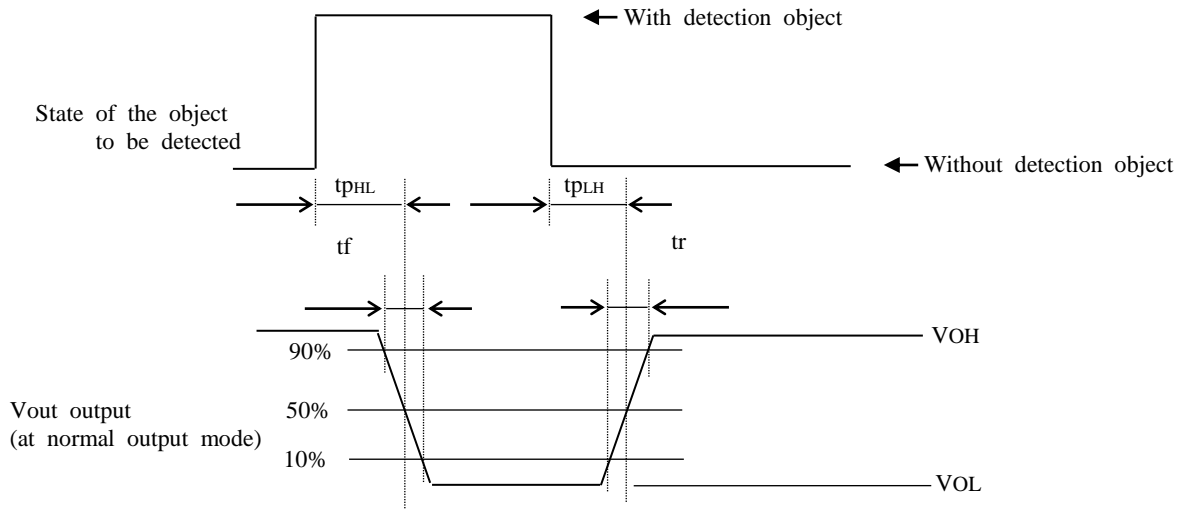 With detection object
State of the object
to be detected
Without detection object
tpHL
tpLH
tf
tr
VOH
90%
Vout output
50%
(at normal output mode)
10%
VOL